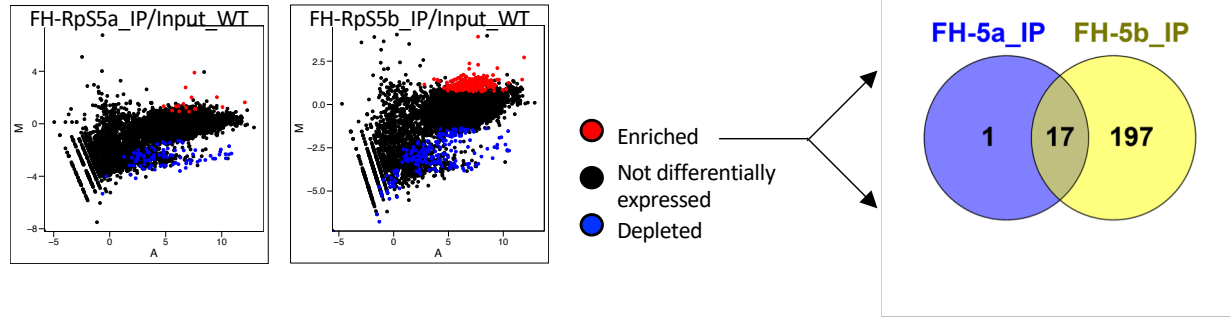 FH-RpS5a_IP/Input_WT
M
4
0
−4
−8
−5
0
5
10
A
FH-RpS5b_IP/Input_WT
M
2.5
0.0
−2.5
−5.0
−5
0
5
10
A
Enriched
Not differentially
expressed
Depleted
FH-5a_IP FH-5b_IP
1 17 197